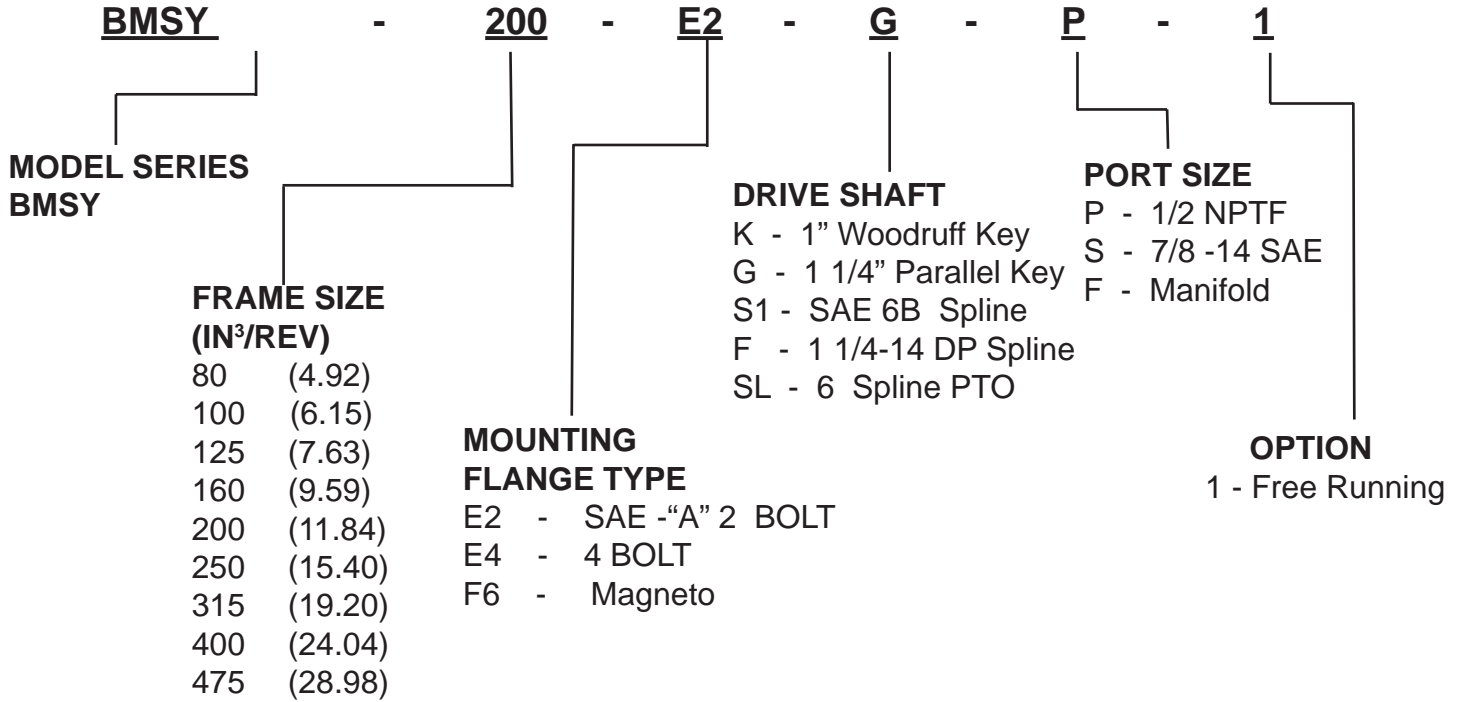 BMSY - 200 - E2 - G - P - 1
MODEL SERIES
BMSY
FRAME SIZE
(IN³/REV)
80 (4.92)
100 (6.15)
125 (7.63)
160 (9.59)
200 (11.84)
250 (15.40)
315 (19.20)
400 (24.04)
475 (28.98)
MOUNTING
FLANGE TYPE
E2 - SAE -“A” 2 BOLT
E4 - 4 BOLT
F6 - Magneto
DRIVE SHAFT
K - 1” Woodruff Key
G - 1 1/4” Parallel Key
S1 - SAE 6B Spline
F - 1 1/4-14 DP Spline
SL - 6 Spline PTO
PORT SIZE
P - 1/2 NPTF
S - 7/8 -14 SAE
F - Manifold
OPTION
1 - Free Running